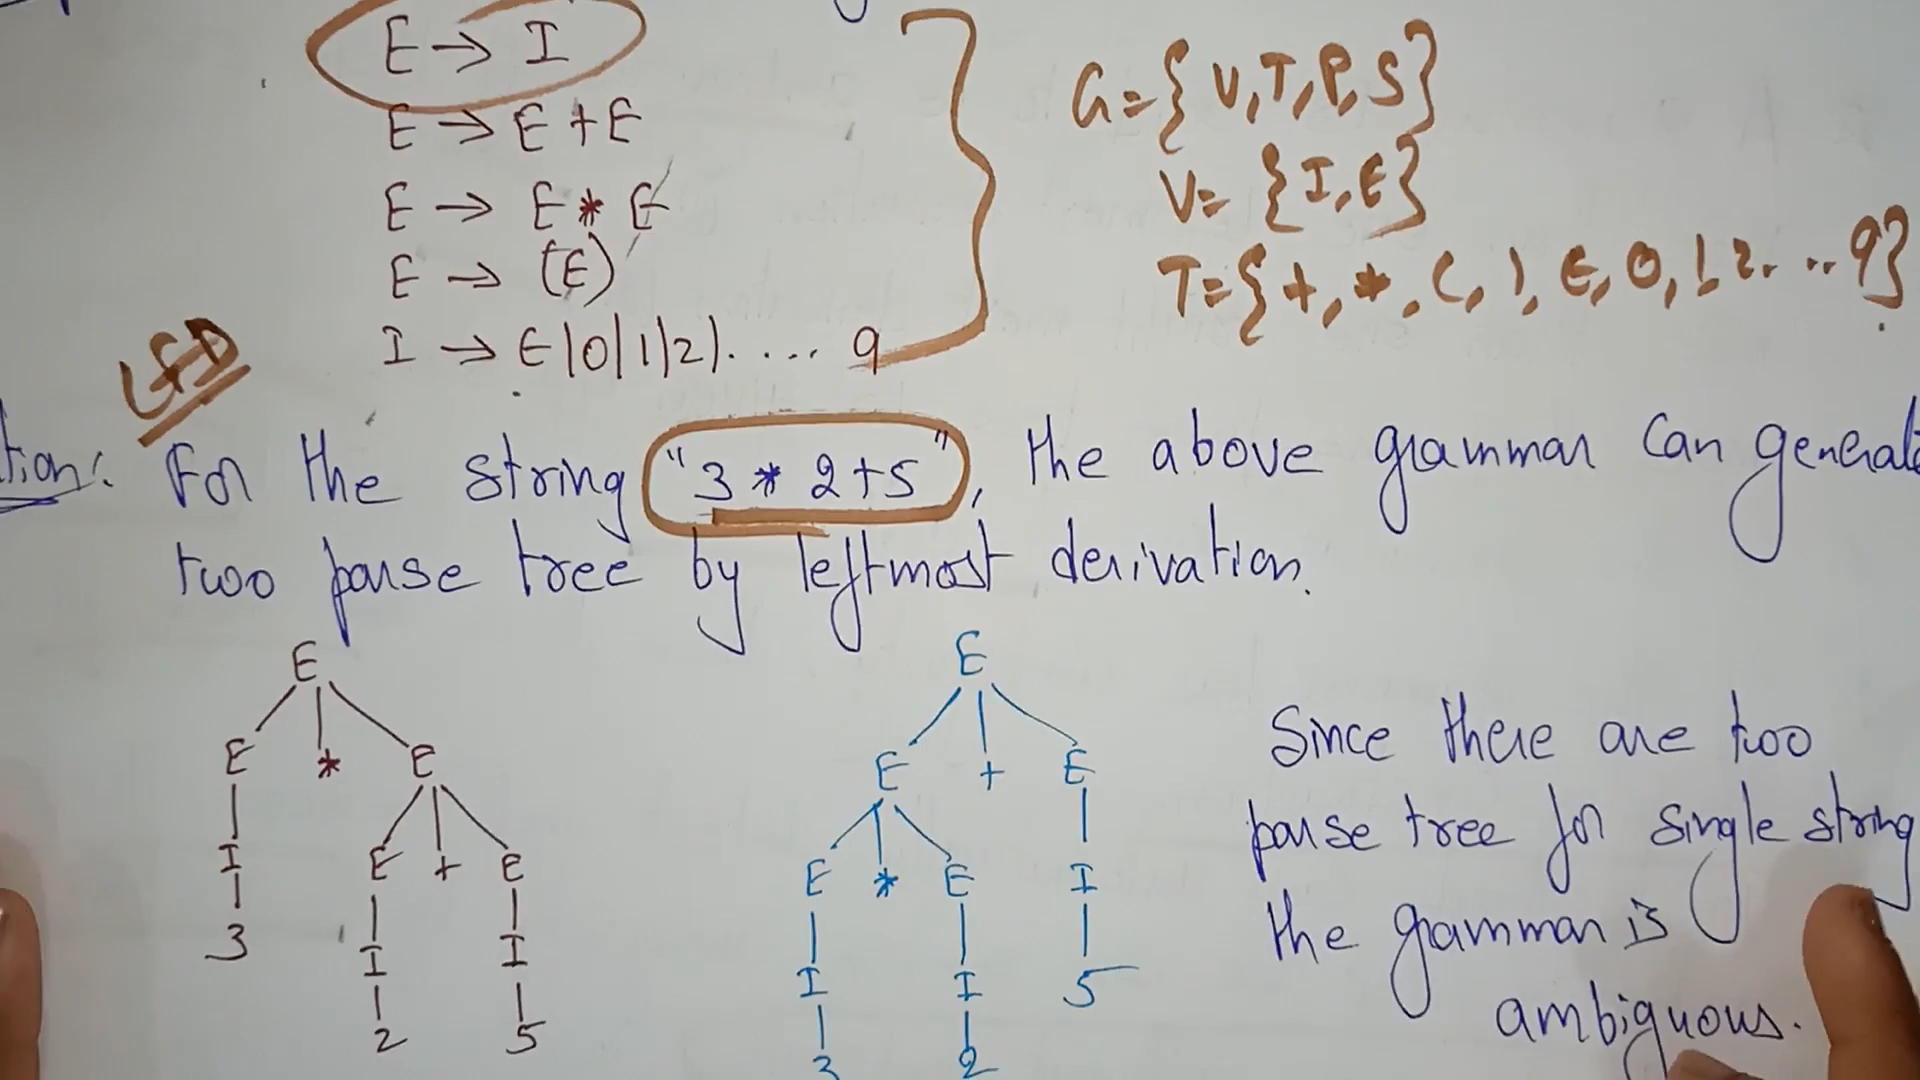 E → I
E → E + E
E → E * E
E → (E)
I → ϵ|0|1|2|.... 9
G = { V, T, P, S }
V = { I, E }
T = { +, *, (, ), ϵ, 0, 1, 2, ... 9 }
LMD
tion: For the string "3 * 2+5", the above grammar can generate
two parse tree by leftmost derivation.
E
E * E
I E + E
3 I I
2 5
E
E + E
E * E I
I I 5
3 2
Since there are two
parse tree for single string
the grammar is
ambiguous.